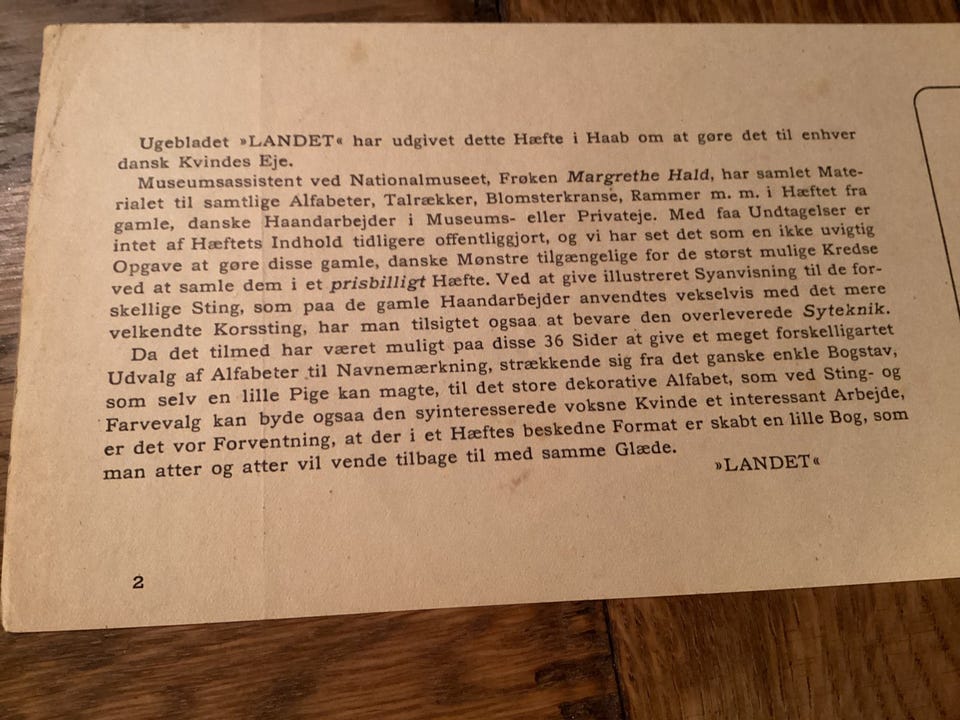 Ugebladet »LANDET« har udgivet dette Hæfte i Haab om at gøre det til enhver
dansk Kvindes Eje.
Museumsassistent ved Nationalmuseet, Frøken Margrethe Hald, har samlet Mate-
rialet til samtlige Alfabeter, Talrækker, Blomsterkranse, Rammer m. m. i Hæftet fra
gamle, danske Haandarbejder i Museums- eller Privateje. Med faa Undtagelser er
intet af Hæftets Indhold tidligere offentliggjort, og vi har set det som en ikke uvigtig
Opgave at gøre disse gamle, danske Mønstre tilgængelige for de størst mulige Kredse
ved at samle dem i et prisbilligt Hæfte. Ved at give illustreret Syanvisning til de for-
skellige Sting, som paa de gamle Haandarbejder anvendtes vekselvis med det mere
velkendte Korssting, har man tilsigtet ogsaa at bevare den overleverede Syteknik.
Da det tilmed har været muligt paa disse 36 Sider at give et meget forskelligartet
Udvalg af Alfabeter til Navnemærkning, strækkende sig fra det ganske enkle Bogstav,
som selv en lille Pige kan magte, til det store dekorative Alfabet, som ved Sting- og
Farvevalg kan byde ogsaa den syinteresserede voksne Kvinde et interessant Arbejde,
er det vor Forventning, at der i et Hæftes beskedne Format er skabt en lille Bog, som
man atter og atter vil vende tilbage til med samme Glæde.
»LANDET«
2